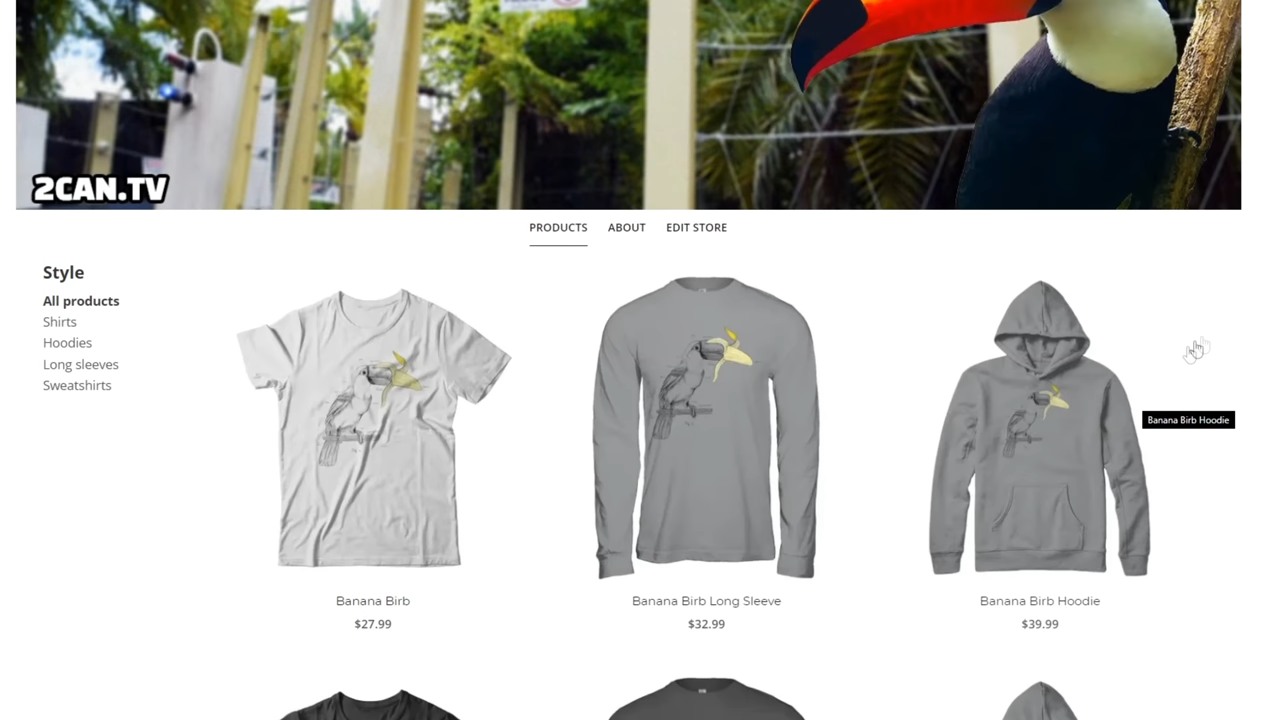 2CAN.TV
PRODUCTS ABOUT EDIT STORE
Style
All products
Shirts
Hoodies
Long sleeves
Sweatshirts
Banana Birb Hoodie
Banana Birb
$27.99
Banana Birb Long Sleeve
$32.99
Banana Birb Hoodie
$39.99